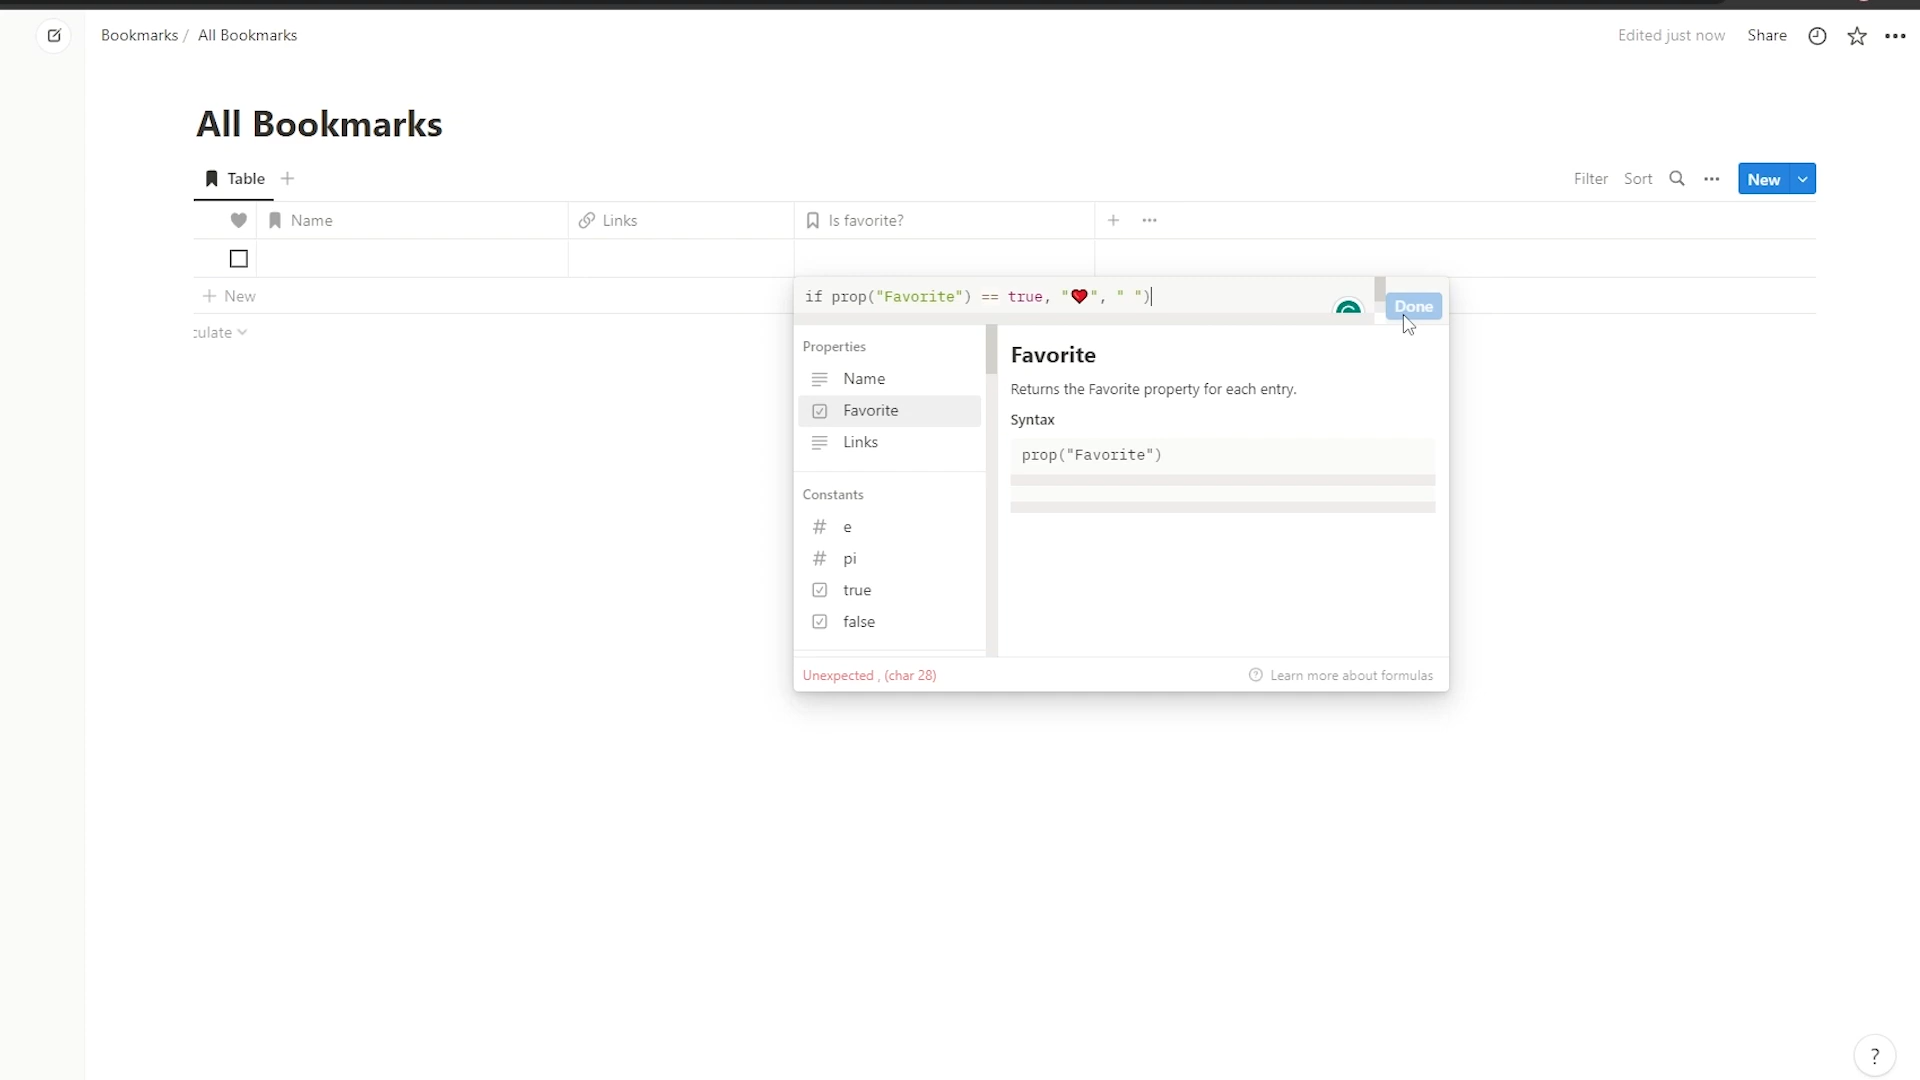 Bookmarks / All Bookmarks
Edited just now Share
All Bookmarks
Table
Filter Sort New
Name Links Is favorite?
New
culate
if prop("Favorite") == true, "❤", " ")
Done
Properties
Name
Favorite
Links
Constants
# e
# pi
true
false
Favorite
Returns the Favorite property for each entry.
Syntax
prop("Favorite")
Unexpected , (char 28)
? Learn more about formulas
?